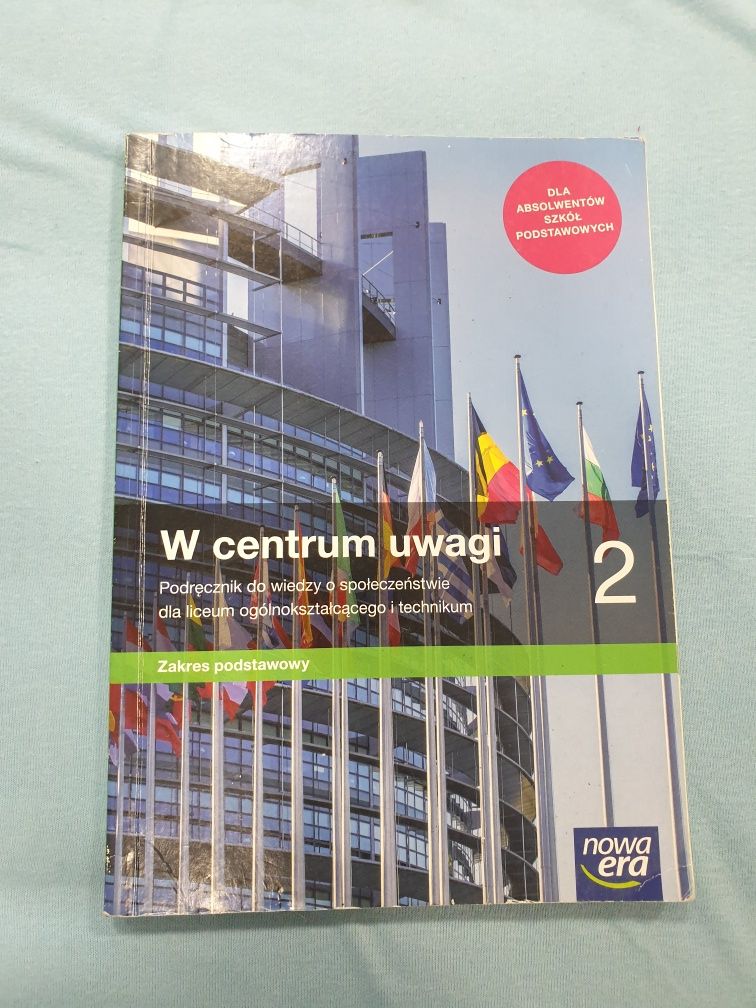 DLA
ABSOLWENTÓW
SZKÓŁ
PODSTAWOWYCH
W centrum uwagi
2
Podręcznik do wiedzy o społeczeństwie
dla liceum ogólnokształcącego i technikum
Zakres podstawowy
nowa
era